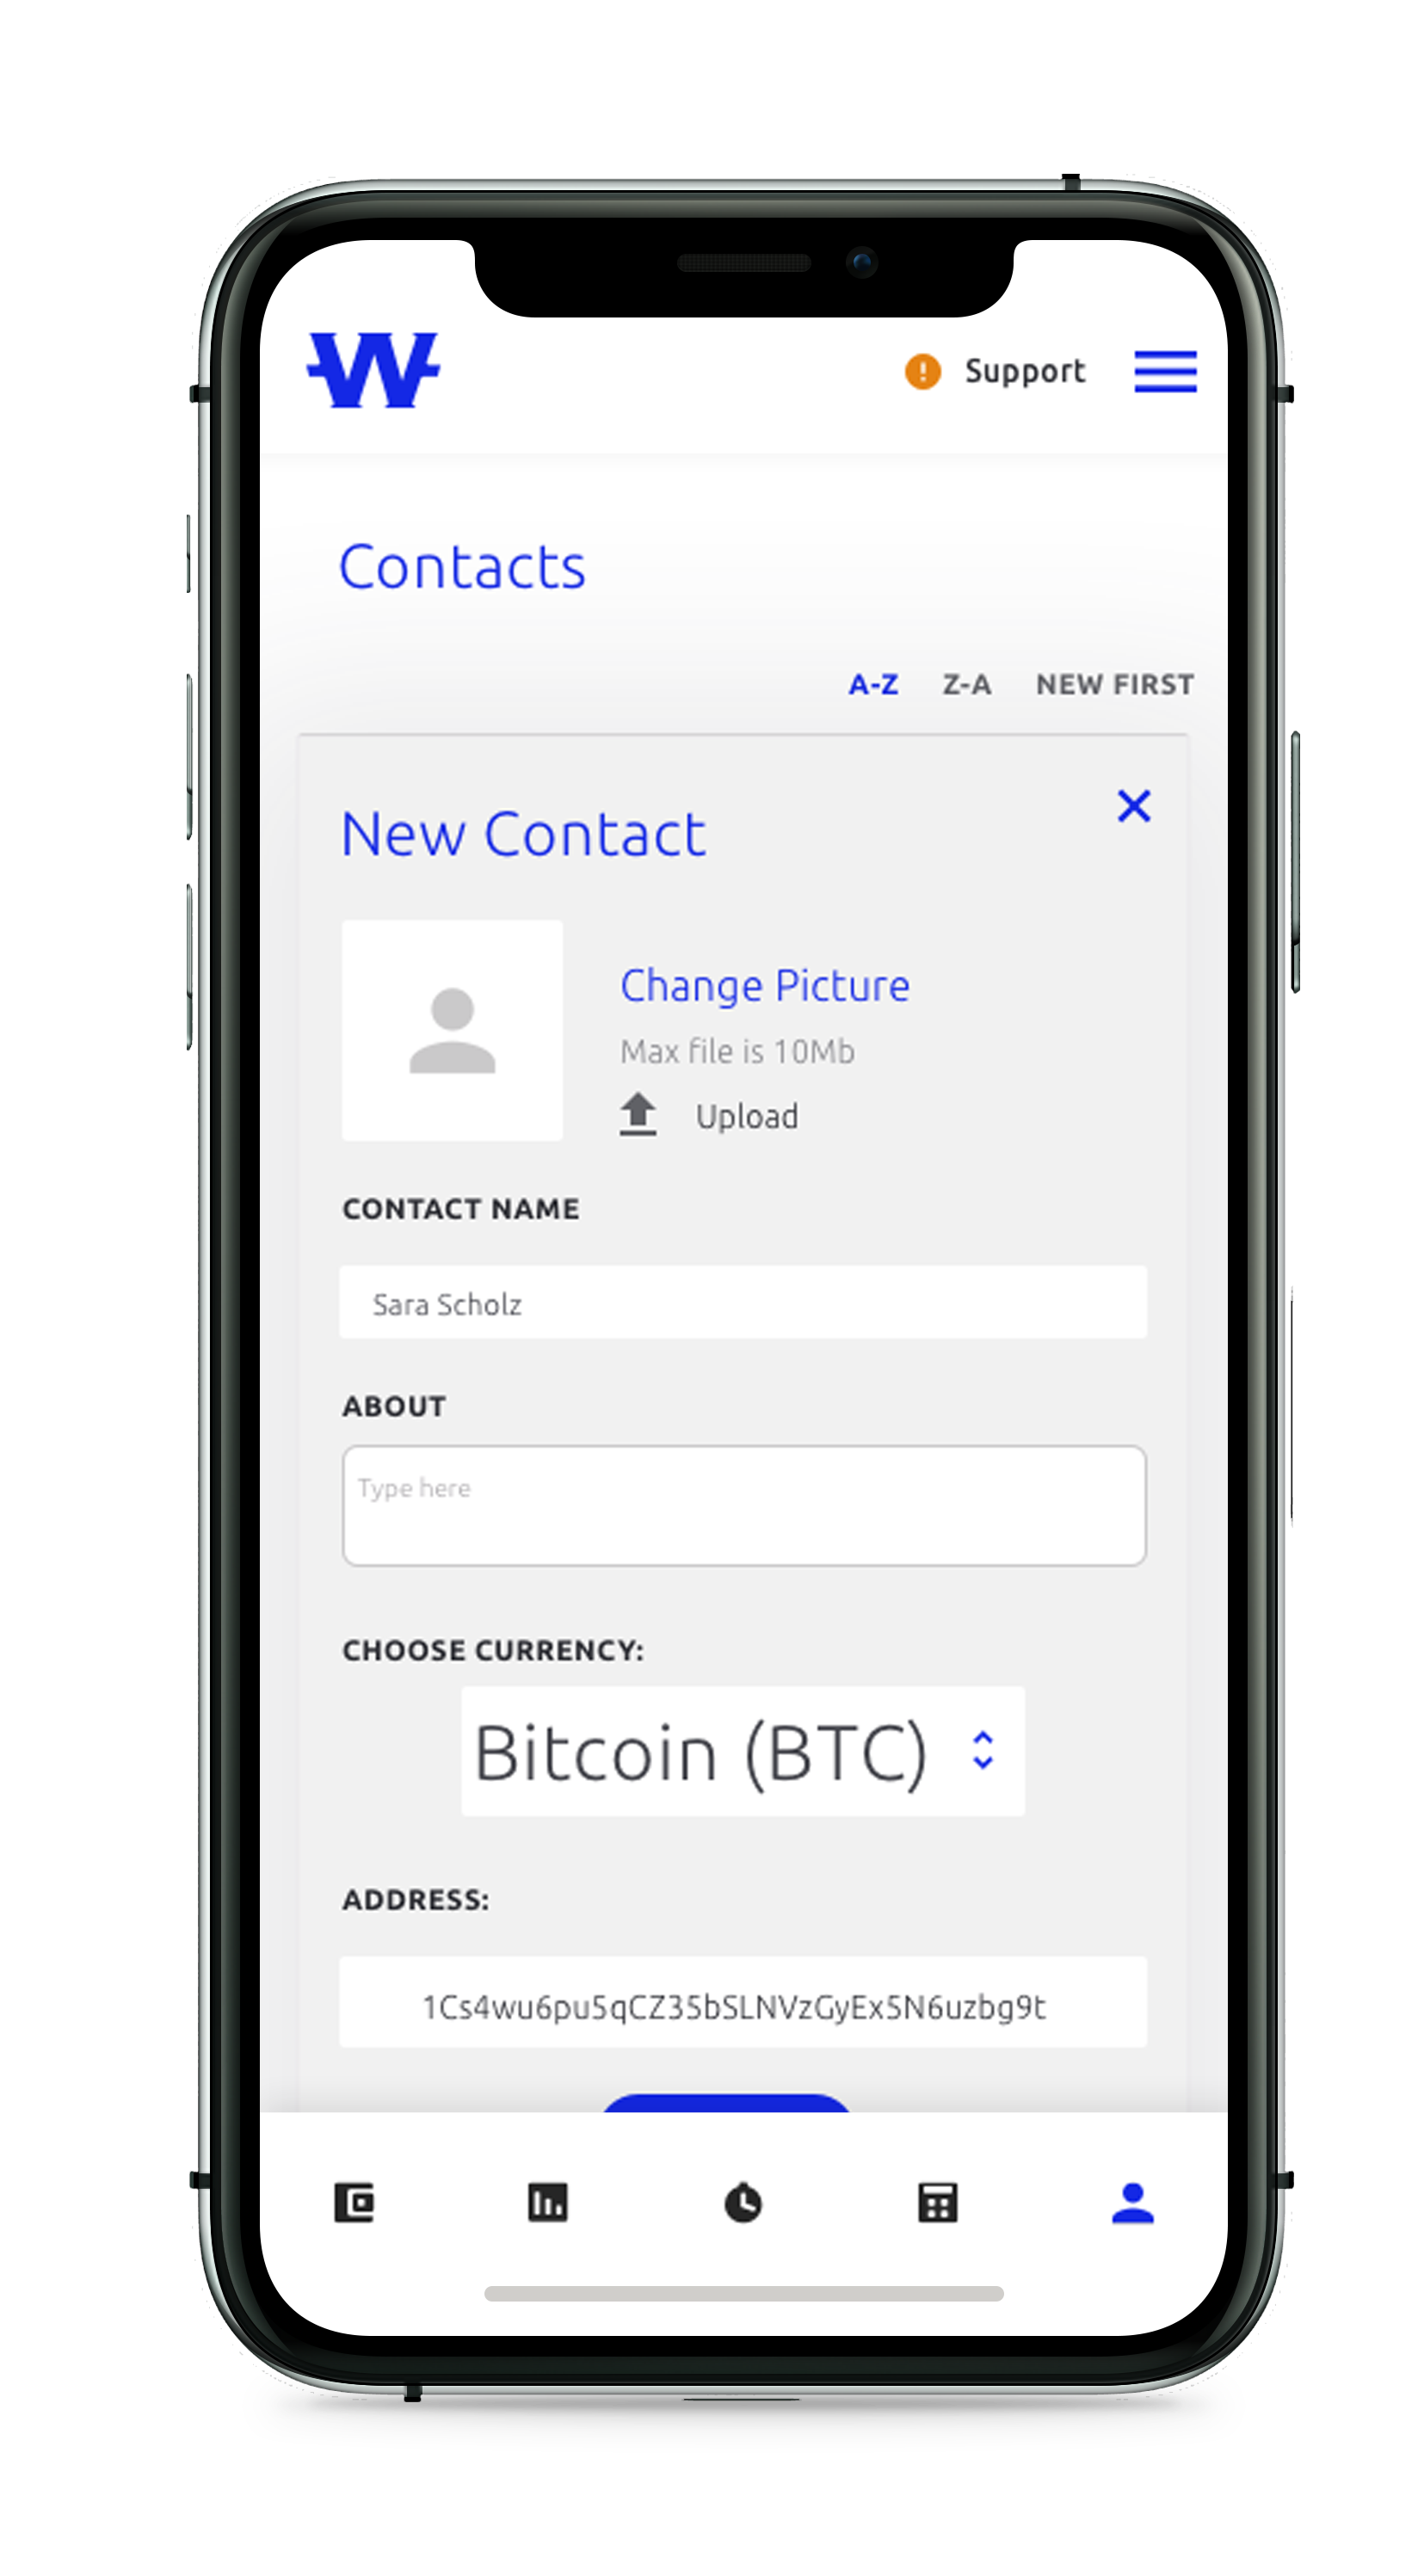 W
Support
Contacts
A-Z Z-A NEW FIRST
New Contact
Change Picture
Max file is 10Mb
Upload
CONTACT NAME
Sara Scholz
ABOUT
Type here
CHOOSE CURRENCY:
Bitcoin (BTC)
ADDRESS:
1Cs4wu6pu5qCZ35bSLNVzGyEx5N6uzbg9t